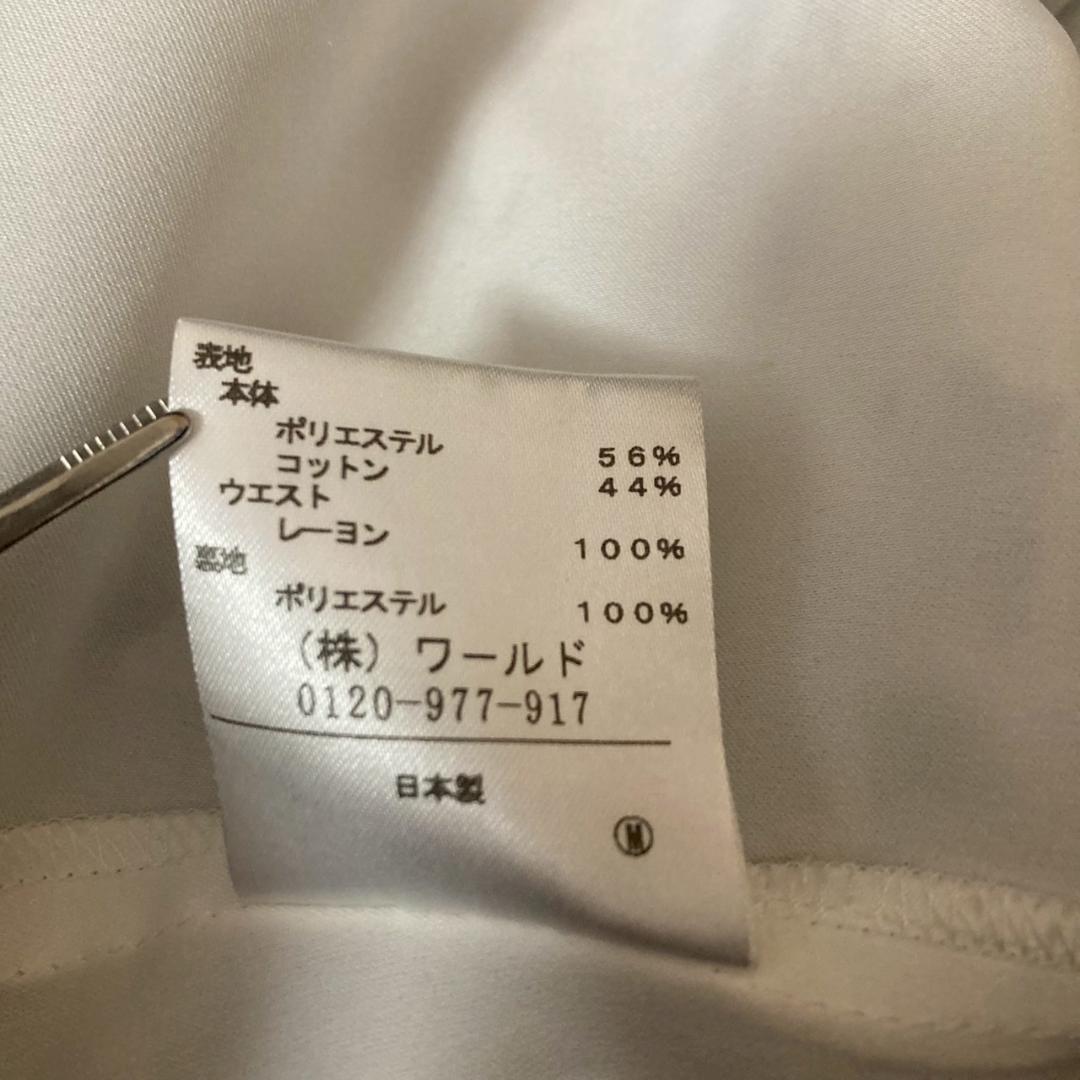 表地
本体
ポリエステル 56%
コットン 44%
ウエスト
レーヨン 100%
裏地
ポリエステル 100%
(株) ワールド
0120-977-917
日本製
Ⓜ